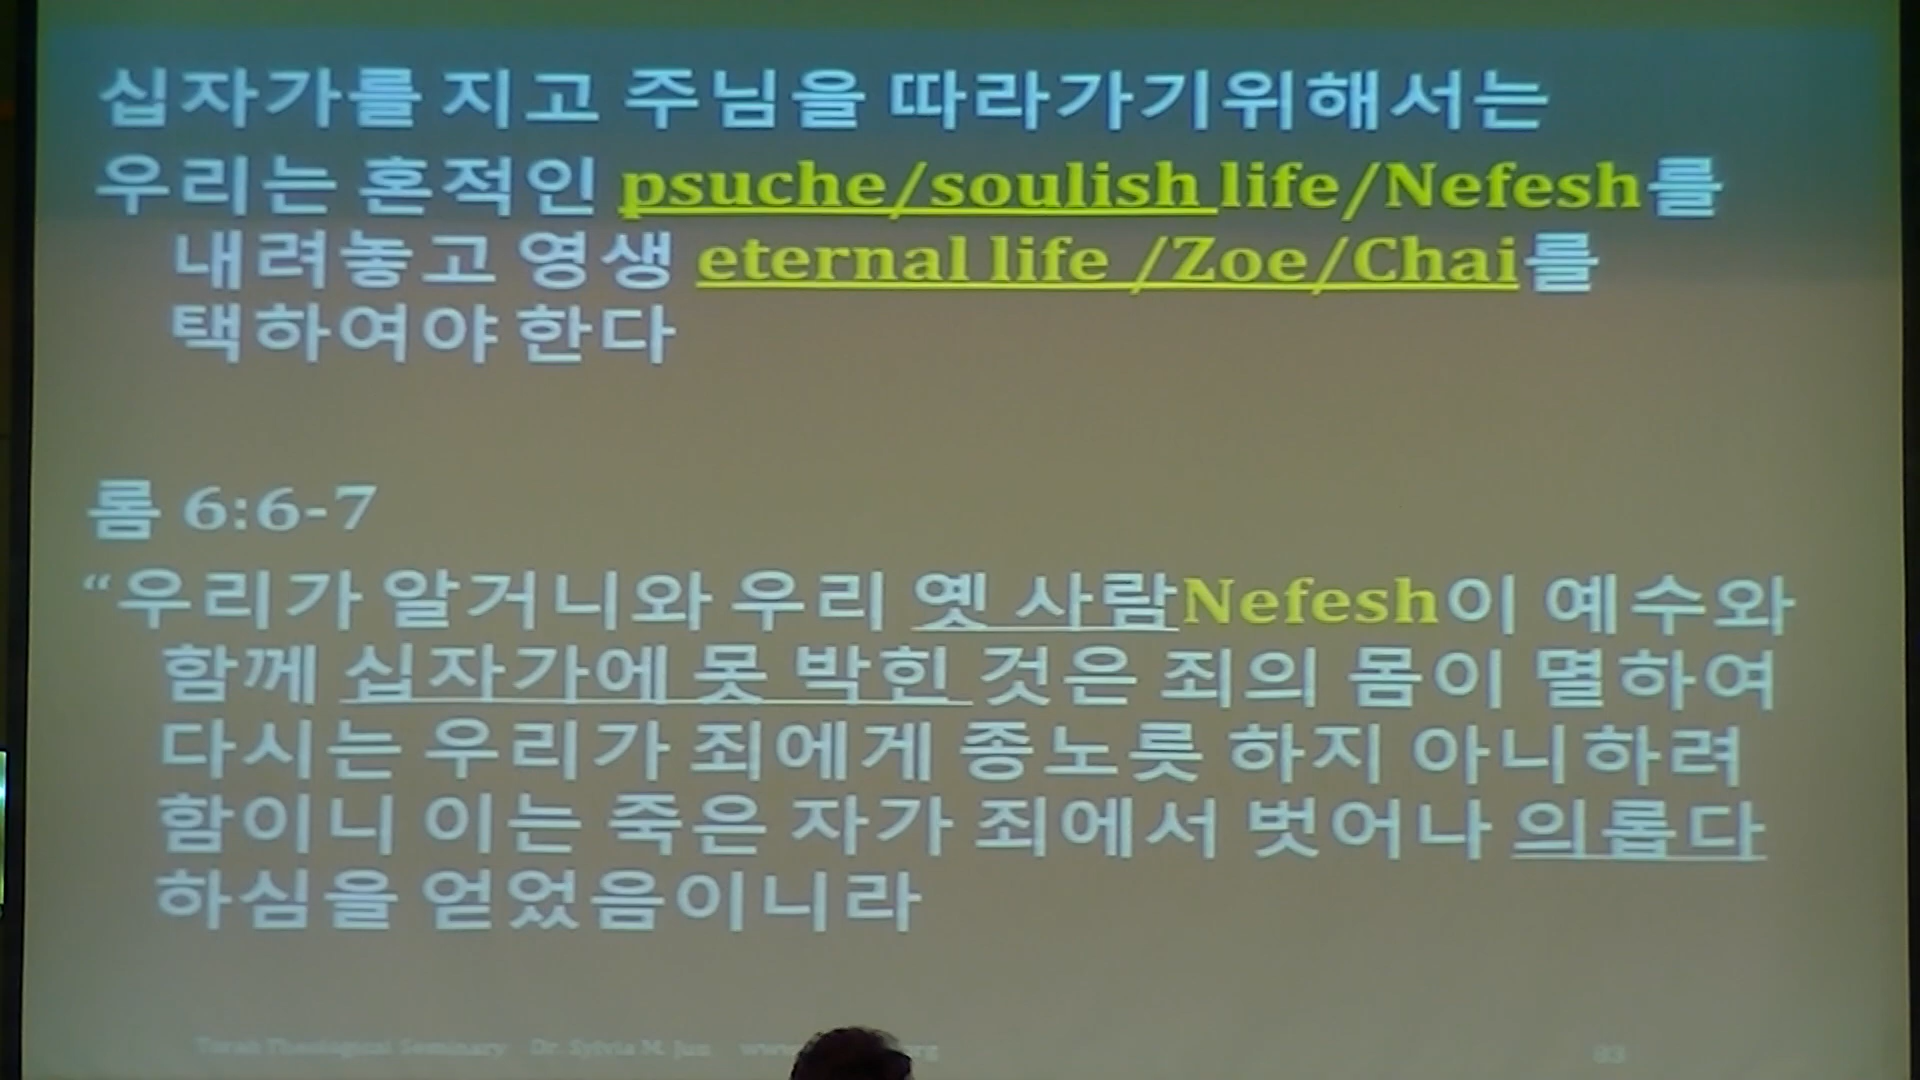 십자가를 지고 주님을 따라가기위해서는
우리는 혼적인 psuche/soulish life/Nefesh를
내려놓고 영생 eternal life /Zoe/Chai를
택하여야 한다
롬 6:6-7
“우리가 알거니와 우리 옛 사람Nefesh이 예수와
함께 십자가에 못 박힌 것은 죄의 몸이 멸하여
다시는 우리가 죄에게 종노릇 하지 아니하려
함이니 이는 죽은 자가 죄에서 벗어나 의롭다
하심을 얻었음이니라
Torah Theological Seminary Dr. Sylvia M. Jun